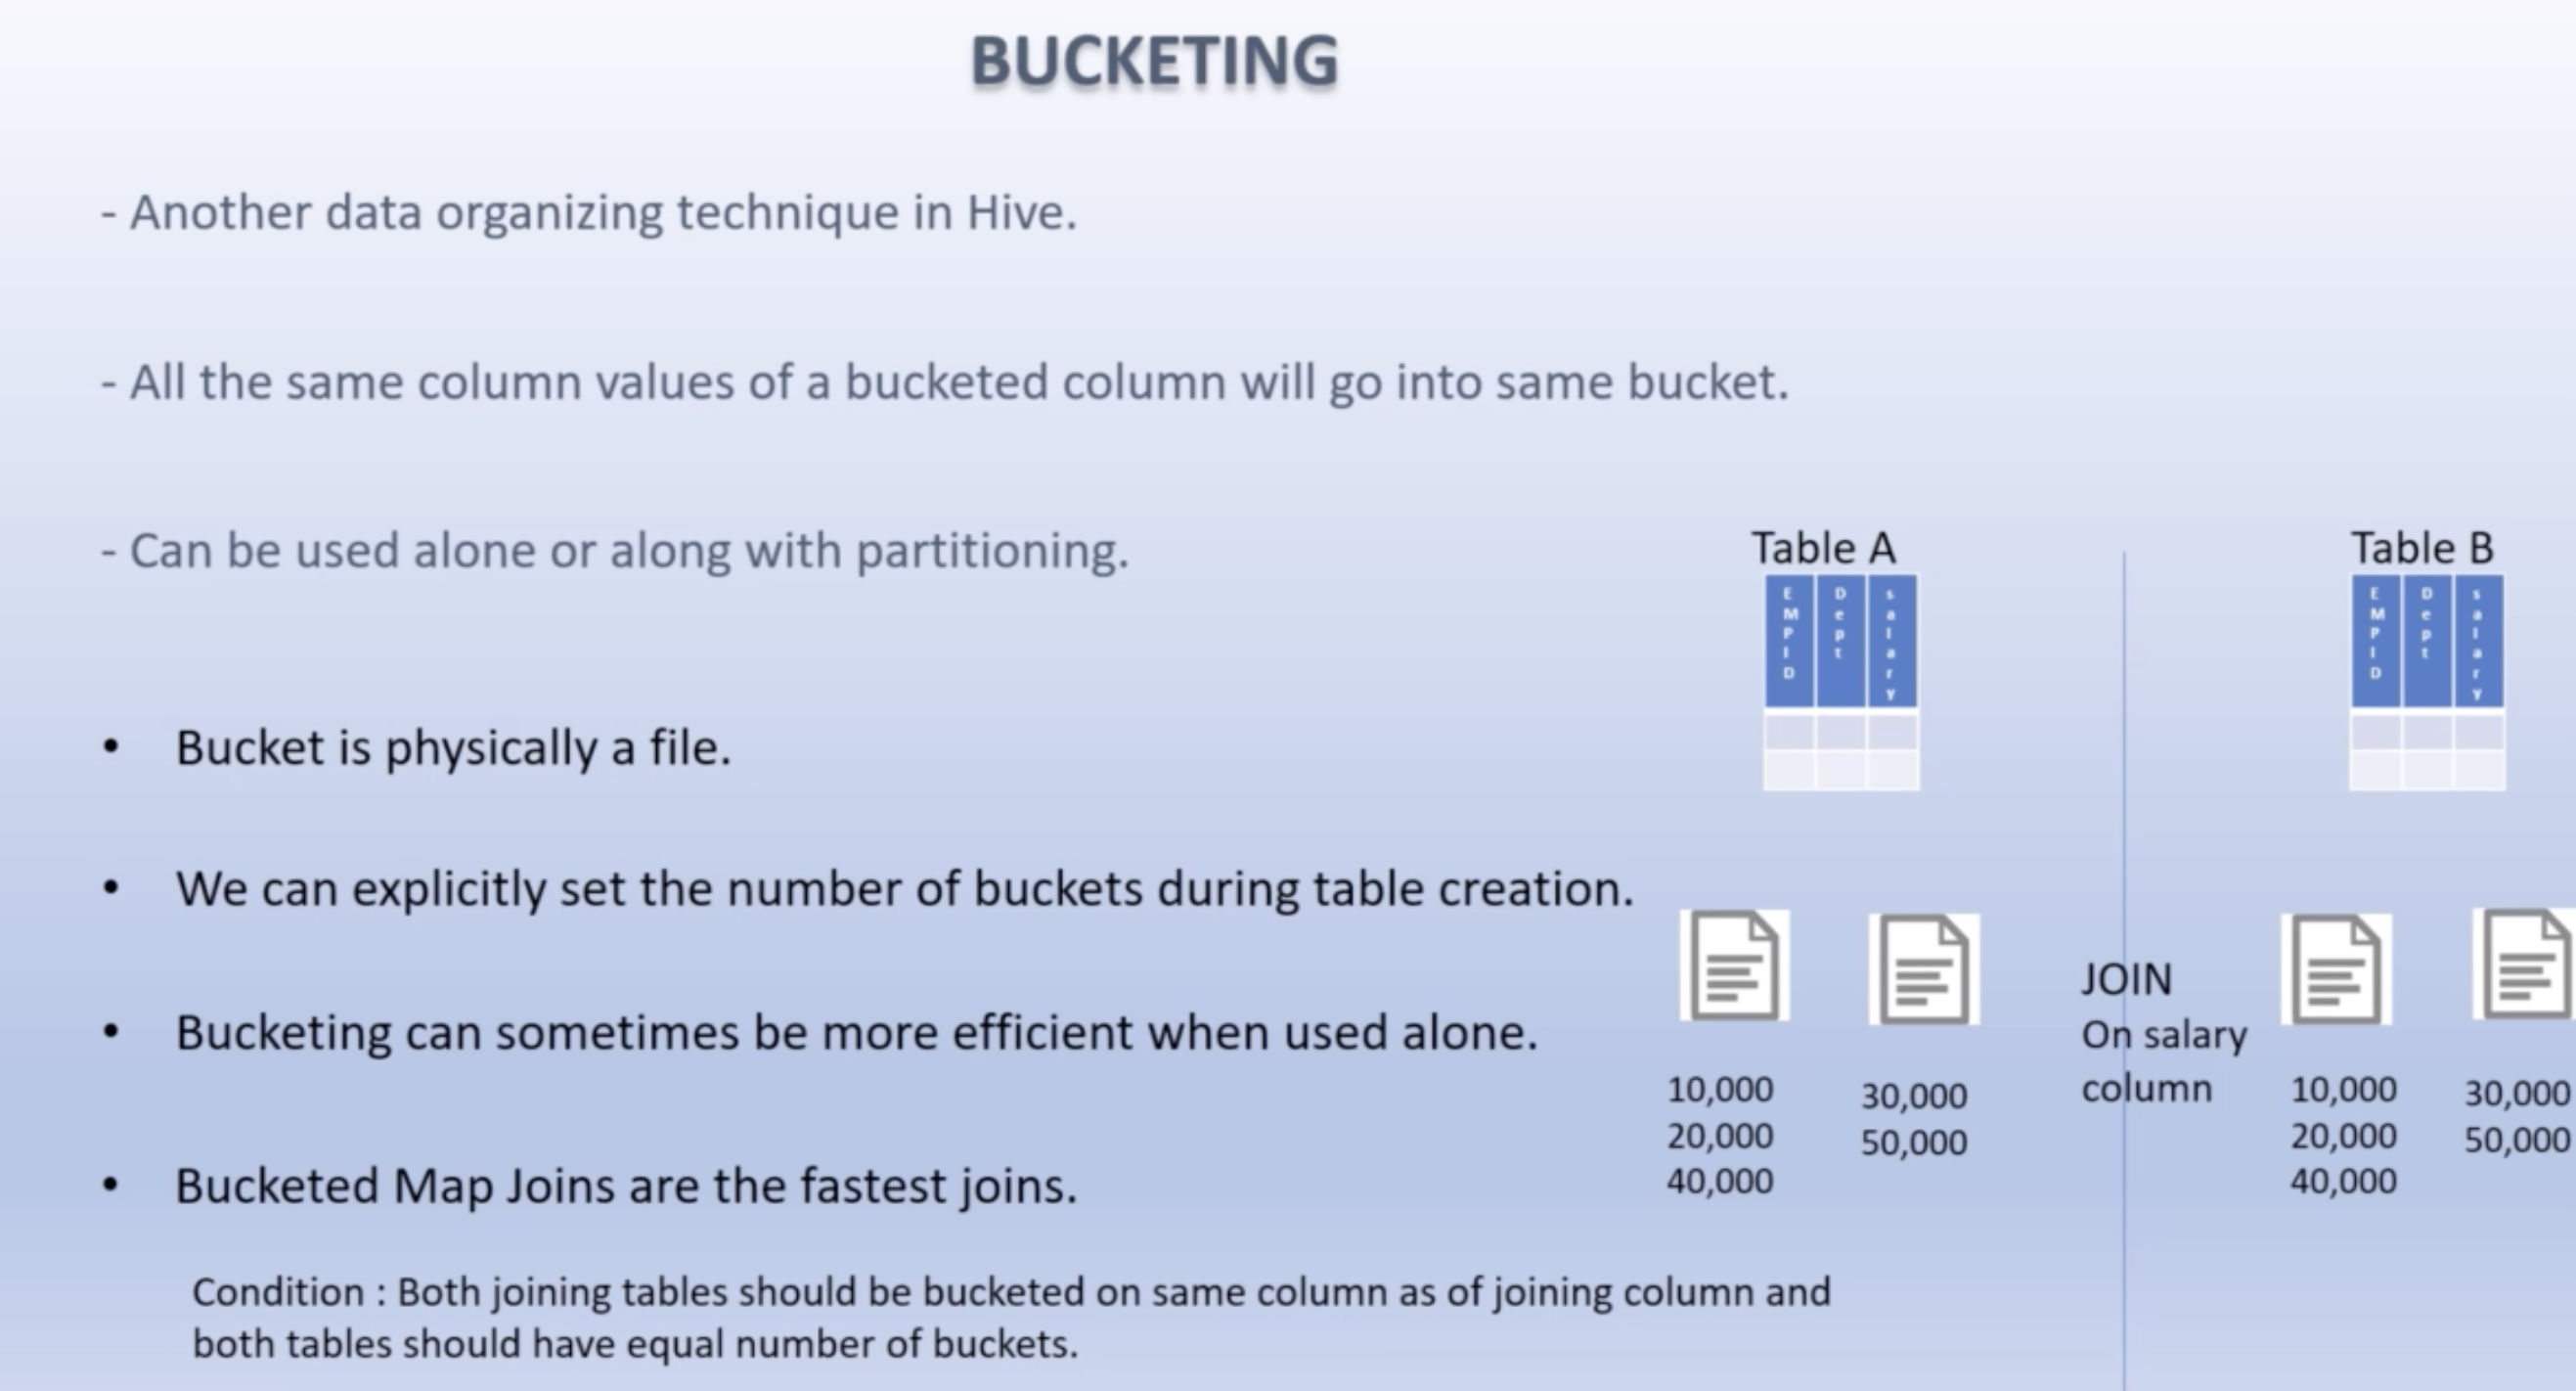 BUCKETING
- Another data organizing technique in Hive.
- All the same column values of a bucketed column will go into same bucket.
- Can be used alone or along with partitioning.
• Bucket is physically a file.
• We can explicitly set the number of buckets during table creation.
• Bucketing can sometimes be more efficient when used alone.
• Bucketed Map Joins are the fastest joins.
Condition : Both joining tables should be bucketed on same column as of joining column and
both tables should have equal number of buckets.
Table A
EMPID Dept salary
10,000
20,000
40,000
30,000
50,000
JOIN
On salary
column
Table B
EMPID Dept salary
10,000
20,000
40,000
30,000
50,000